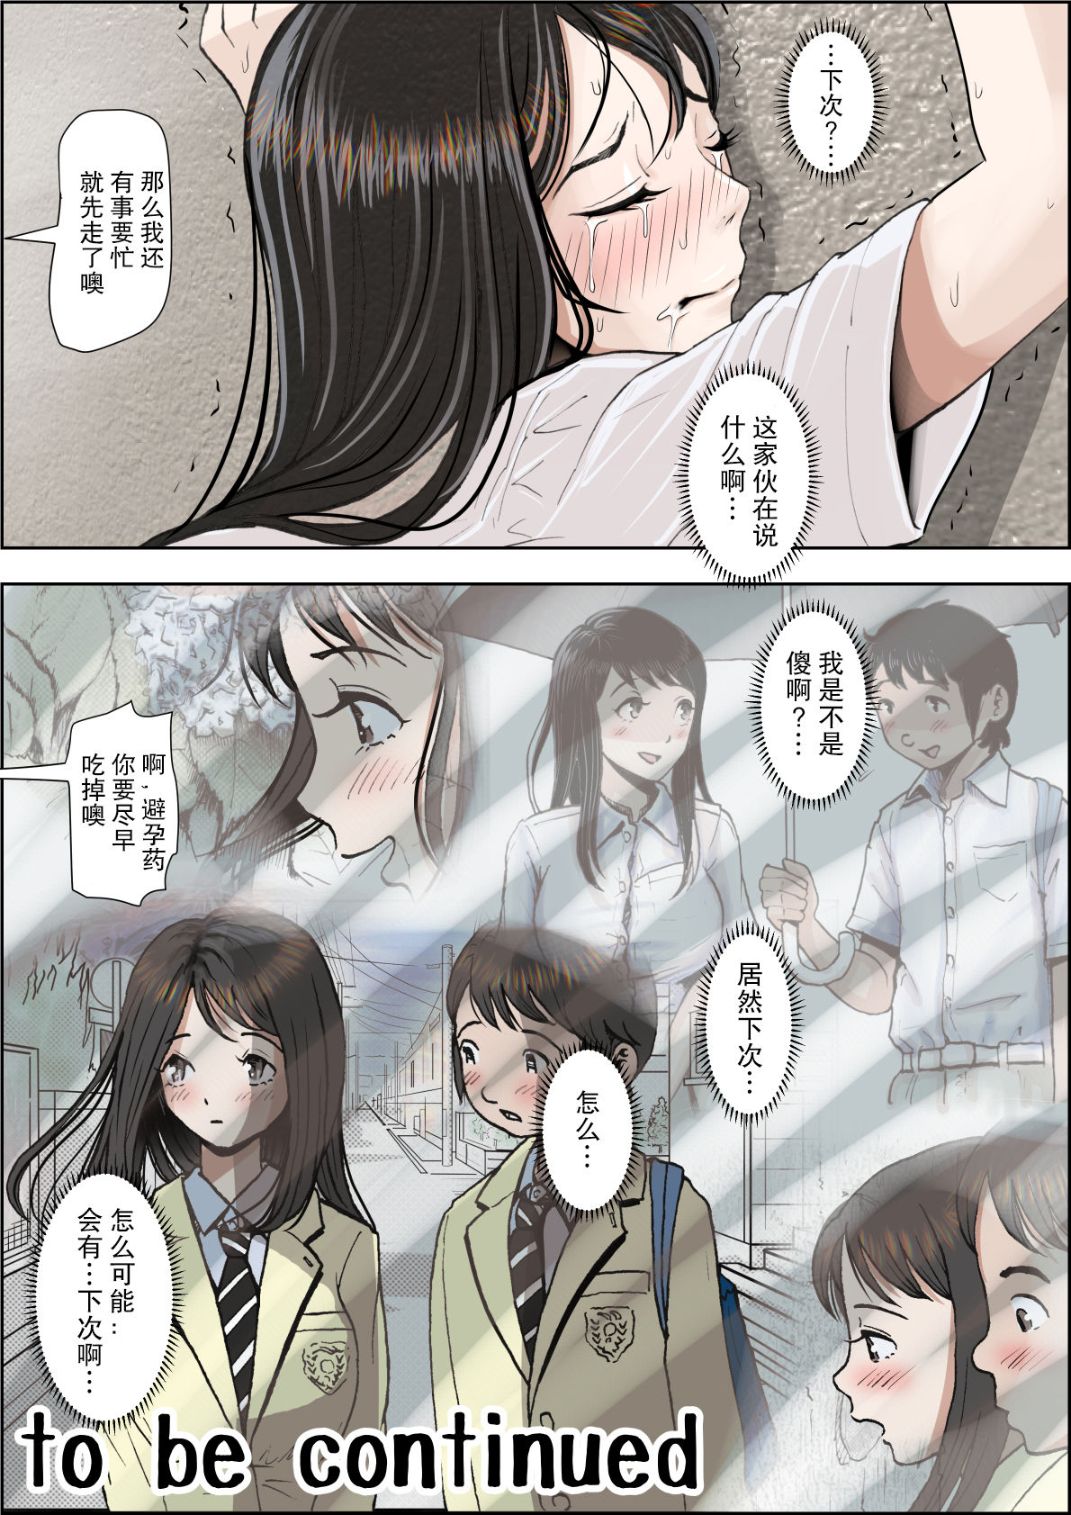 …下次？…
那么我还
有事要忙
就先走了噢
这家伙在说
什么啊…
我是不是
傻啊？…
啊，避孕药
你要尽早
吃掉噢
居然下次…
怎么…
怎么可能…
会有…下次啊…
to be continued